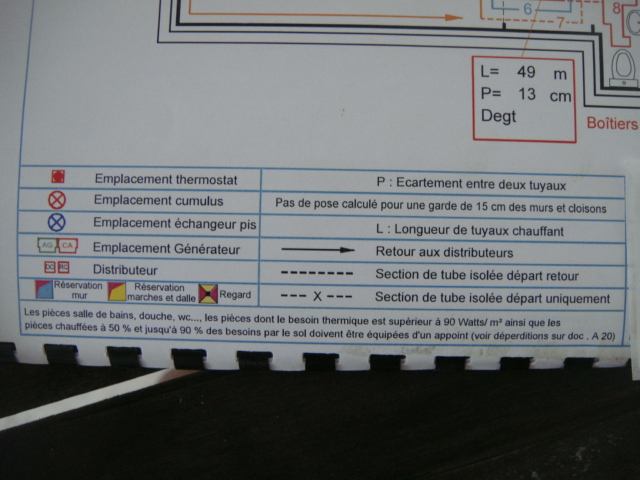 6
7
8
L= 49 m
P= 13 cm
Degt
Boîtiers
Emplacement thermostat
P : Ecartement entre deux tuyaux
Emplacement cumulus
Pas de pose calculé pour une garde de 15 cm des murs et cloisons
Emplacement échangeur pis
L : Longueur de tuyaux chauffant
AG CA Emplacement Générateur
Retour aux distributeurs
Distributeur
Section de tube isolée départ retour
Réservation
mur
Réservation
marches et dalle
Regard
X
Section de tube isolée départ uniquement
Les pièces salle de bains, douche, wc..., les pièces dont le besoin thermique est supérieur à 90 Watts/ m² ainsi que les
pièces chauffées à 50 % et jusqu'à 90 % des besoins par le sol doivent être équipées d'un appoint (voir déperditions sur doc . A 20)